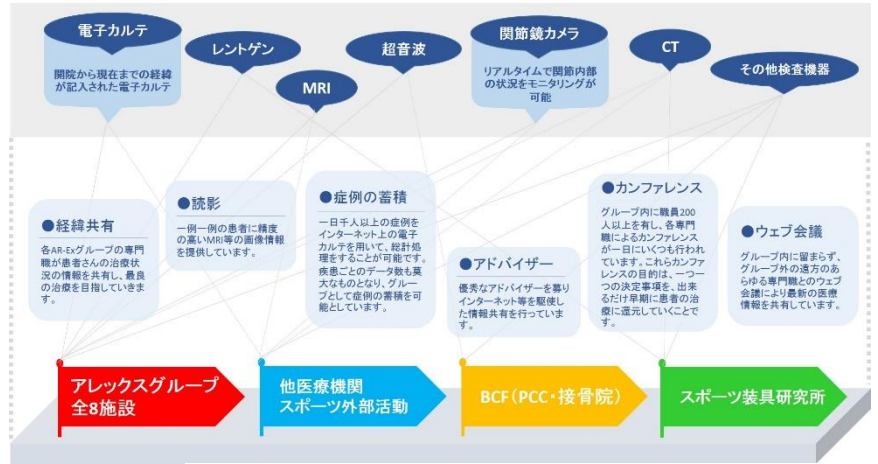 電子カルテ
開院から現在までの経緯
が記入された電子カルテ
レントゲン
MRI
超音波
関節鏡カメラ
リアルタイムで関節内部
の状況をモニタリングが
可能
CT
その他検査機器
●経緯共有
各AR-Exグループの専門
職が患者さんの治療状
況の情報を共有し、最良
の治療を目指していきま
す。
●読影
一例一例の患者に精度
の高いMRI等の画像情報
を提供しています。
●症例の蓄積
一日千人以上の症例を
インターネット上の電子
カルテを用いて、総計処
理をすることが可能です。
疾患ごとのデータ数も莫
大なものとなり、グルー
プとして症例の蓄積を可
能としています。
●アドバイザー
優秀なアドバイザーを募り
インターネット等を駆使し
た情報共有を行っていま
す。
●カンファレンス
グループ内に職員200
人以上を有し、各専門
職によるカンファレンス
が一日にいくつも行われ
ています。これらカンファ
レンスの目的は、一つ一
つの決定事項を、出来
るだけ早期に患者の治
療に還元していくことで
す。
●ウェブ会議
グループ内に留まらず、
グループ外の遠方のあ
らゆる専門職とのウェブ
会議により最新の医療
情報を共有しています。
アレックスグループ
全8施設
他医療機関
スポーツ外部活動
BCF(PCC・接骨院)
スポーツ装具研究所